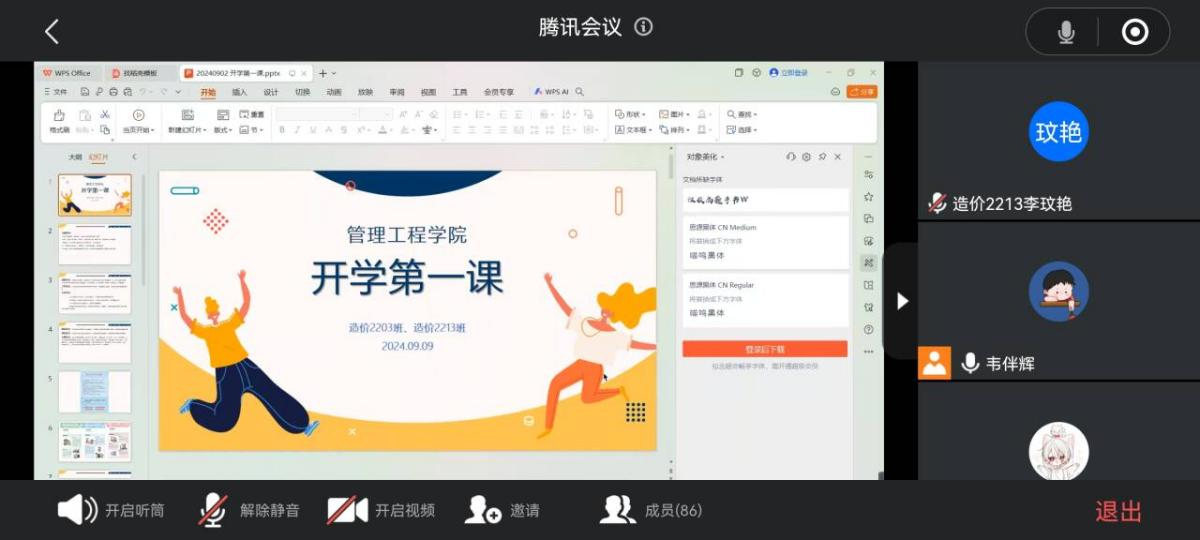 腾讯会议
WPS Office
找稻壳模板
20240902 开学第一课.pptx
立即登录
文件
开始
插入
设计
切换
动画
放映
审阅
视图
工具
会员专享
WPS AI
分享
格式刷
当页开始
新建幻灯片
版式
重置
节
形状
图片
文本框
排列
查找
选择
大纲
幻灯片
管理工程学院
开学第一课
造价2203班、造价2213班
2024.09.09
对象美化
文档所缺字体
思源黑体 CN Medium
将替换成下方字体
喵呜黑体
思源黑体 CN Regular
将替换成下方字体
喵呜黑体
登录后下载
玟艳
造价2213李玟艳
韦伴辉
开启听筒
解除静音
开启视频
邀请
成员(86)
退出